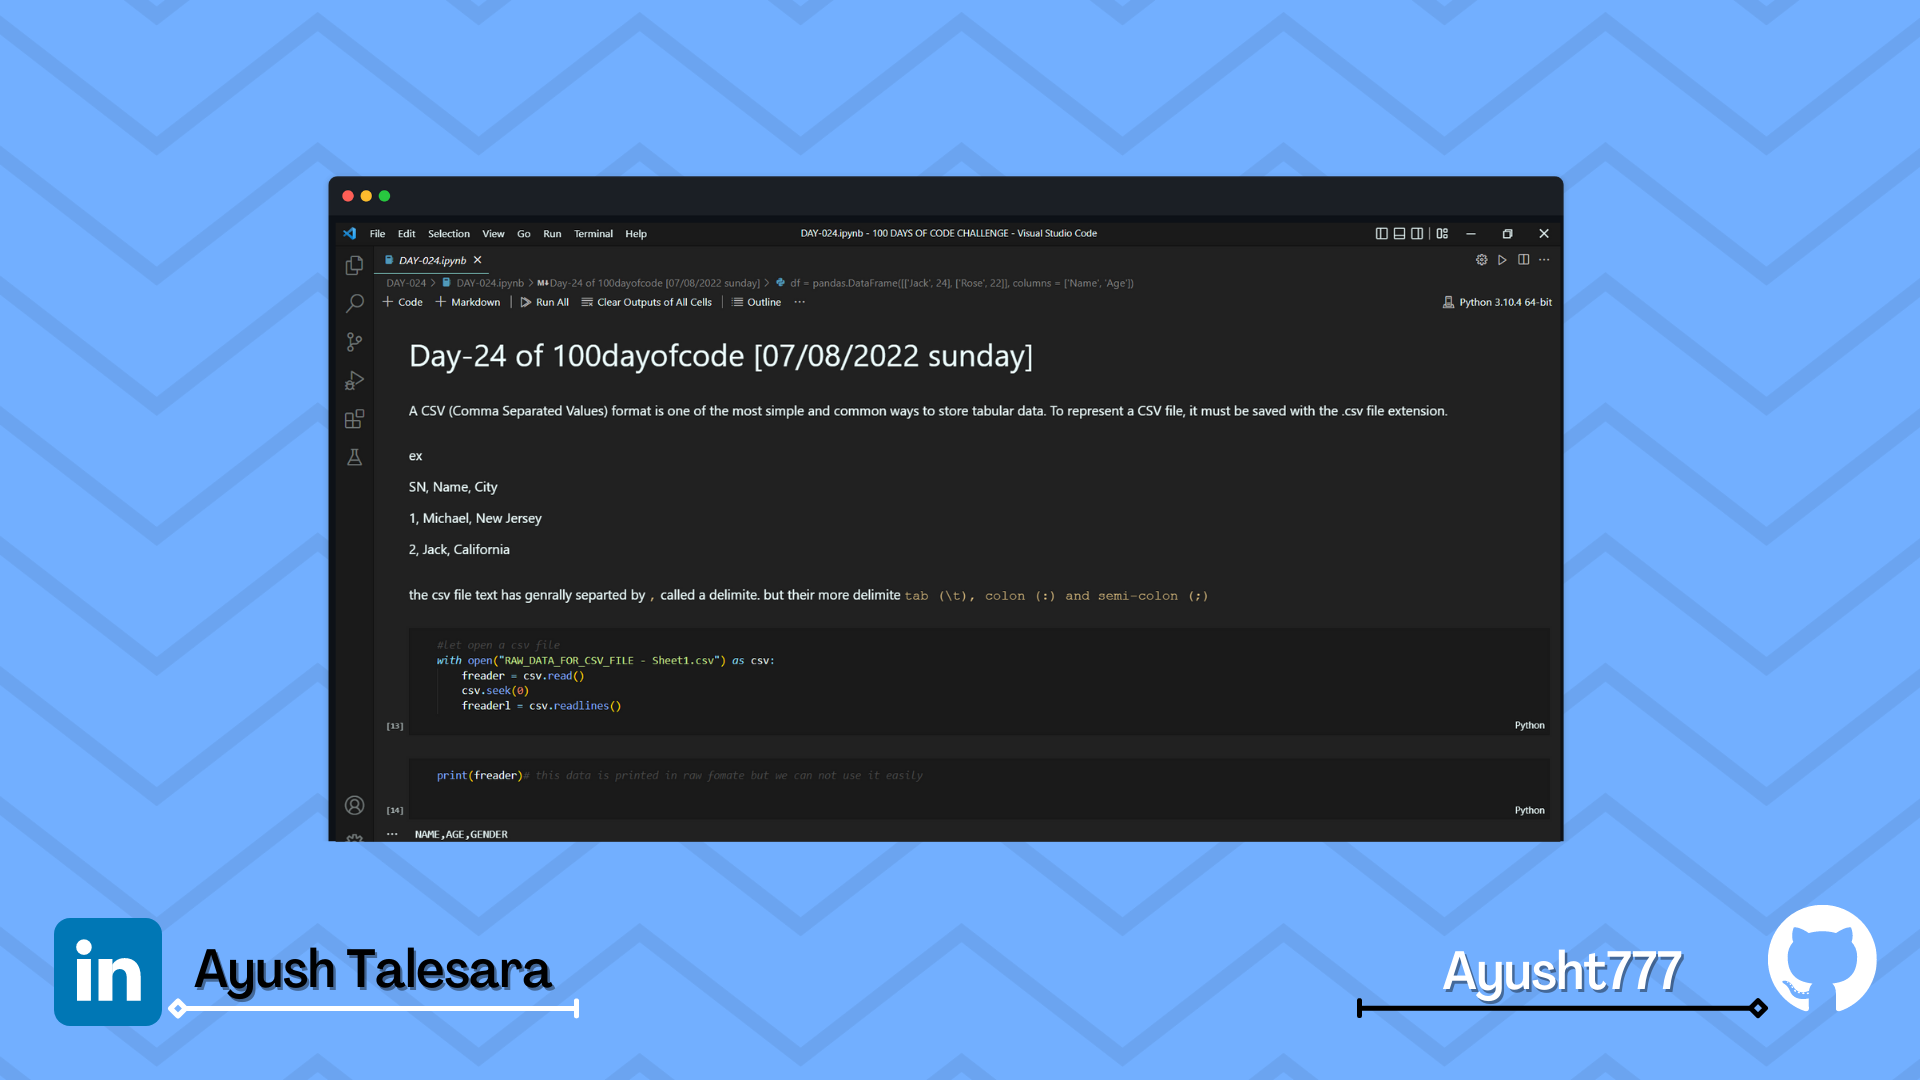 File Edit Selection View Go Run Terminal Help DAY-024.ipynb - 100 DAYS OF CODE CHALLENGE - Visual Studio Code
DAY-024.ipynb
DAY-024 > DAY-024.ipynb > M↓Day-24 of 100dayofcode [07/08/2022 sunday] > df = pandas.DataFrame([['Jack', 24], ['Rose', 22]], columns = ['Name', 'Age'])
+ Code + Markdown | Run All Clear Outputs of All Cells | Outline ... Python 3.10.4 64-bit
Day-24 of 100dayofcode [07/08/2022 sunday]
A CSV (Comma Separated Values) format is one of the most simple and common ways to store tabular data. To represent a CSV file, it must be saved with the .csv file extension.
ex
SN, Name, City
1, Michael, New Jersey
2, Jack, California
the csv file text has genrally separted by , called a delimite. but their more delimite tab (\t), colon (:) and semi-colon (;)
#let open a csv file
with open("RAW_DATA_FOR_CSV_FILE - Sheet1.csv") as csv:
freader = csv.read()
csv.seek(0)
freaderl = csv.readlines()
[13] Python
print(freader)# this data is printed in raw fomate but we can not use it easily
[14] Python
... NAME,AGE,GENDER
in Ayush Talesara
Ayusht777